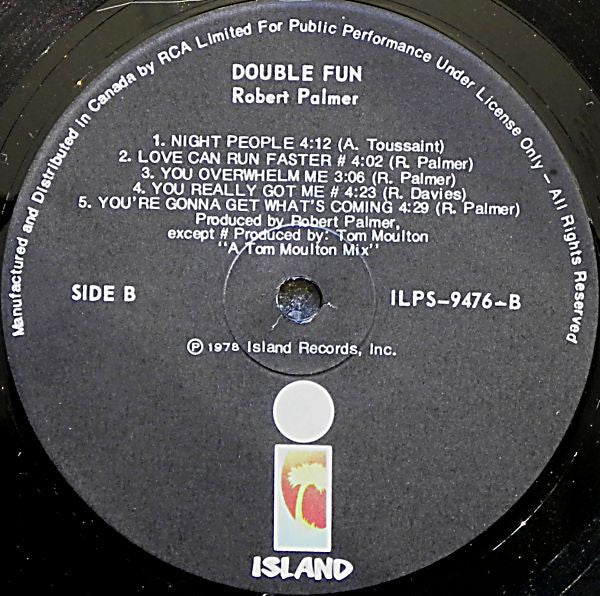 Manufactured and Distributed in Canada by RCA Limited For Public Performance Under License Only - All Rights Reserved
DOUBLE FUN
Robert Palmer
1. NIGHT PEOPLE 4:12 (A. Toussaint)
2. LOVE CAN RUN FASTER # 4:02 (R. Palmer)
3. YOU OVERWHELM ME 3:06 (R. Palmer)
4. YOU REALLY GOT ME # 4:23 (R. Davies)
5. YOU'RE GONNA GET WHAT'S COMING 4:29 (R. Palmer)
Produced by Robert Palmer,
except # Produced by: Tom Moulton
"A Tom Moulton Mix"
SIDE B
ILPS-9476-B
℗ 1978 Island Records, Inc.
ISLAND